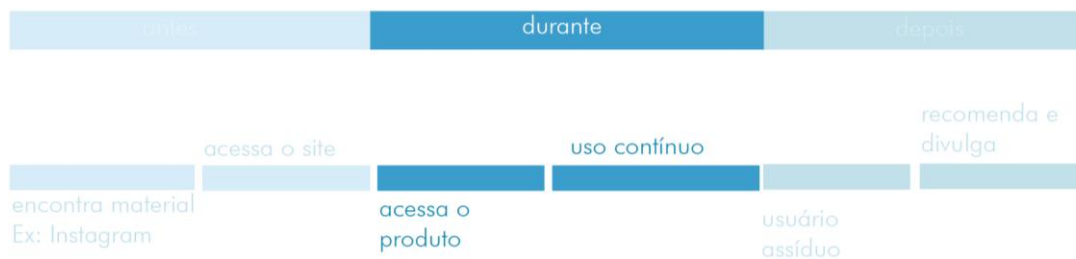 antes
durante
depois
encontra material
Ex: Instagram
acessa o site
acessa o
produto
uso contínuo
usuário
assíduo
recomenda e
divulga